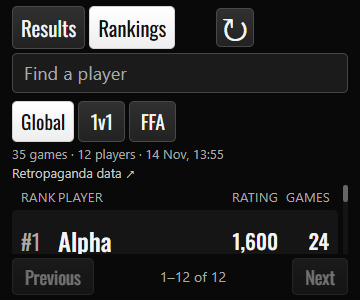 Results Rankings ↻
Find a player
Global 1v1 FFA
35 games · 12 players · 14 Nov, 13:55
Retropaganda data ↗
RANK PLAYER RATING GAMES
#1 Alpha 1,600 24
Previous 1–12 of 12 Next